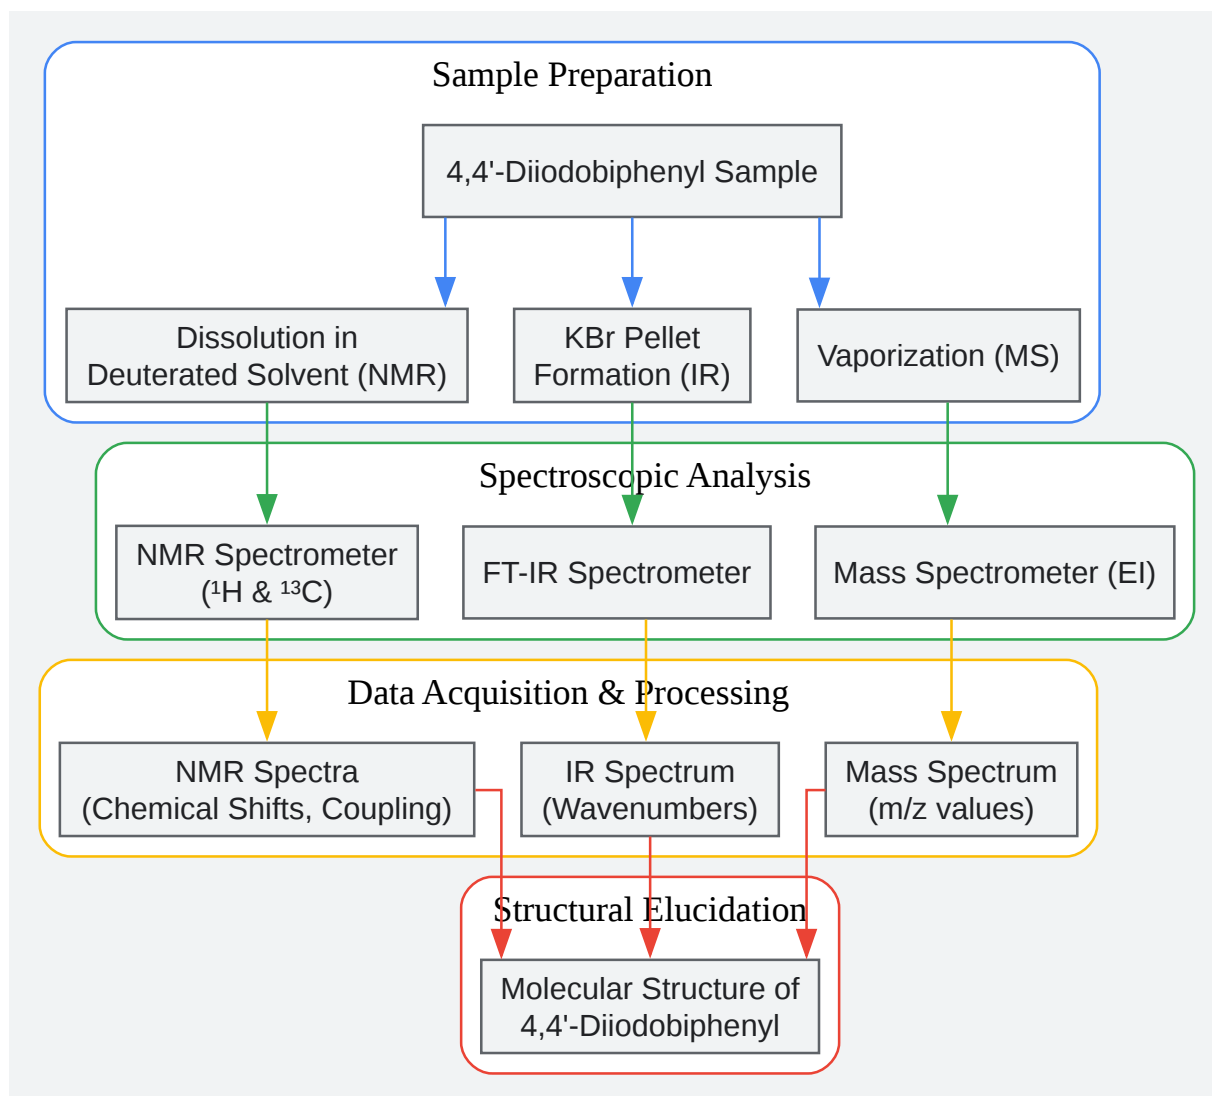 Sample Preparation
4,4'-Diiodobiphenyl Sample
Dissolution in
Deuterated Solvent (NMR)
KBr Pellet
Formation (IR)
Vaporization (MS)
Spectroscopic Analysis
NMR Spectrometer
(¹H & ¹³C)
FT-IR Spectrometer
Mass Spectrometer (EI)
Data Acquisition & Processing
NMR Spectra
(Chemical Shifts, Coupling)
IR Spectrum
(Wavenumbers)
Mass Spectrum
(m/z values)
Structural Elucidation
Molecular Structure of
4,4'-Diiodobiphenyl